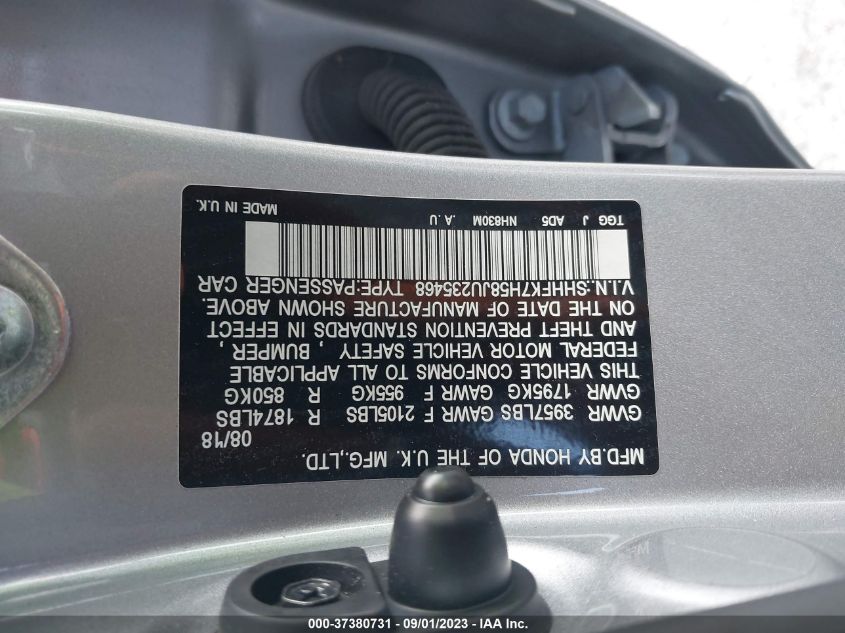 MFD.BY HONDA OF THE U.K. MFG.,LTD.
08/18
GVWR 3957LBS GAWR F 2105LBS R 1874LBS
GVWR 1795KG GAWR F 955KG R 850KG
THIS VEHICLE CONFORMS TO ALL APPLICABLE
FEDERAL MOTOR VEHICLE SAFETY , BUMPER ,
AND THEFT PREVENTION STANDARDS IN EFFECT
ON THE DATE OF MANUFACTURE SHOWN ABOVE.
V.I.N:SHHFK7H58JU235468 TYPE:PASSENGER CAR
TGG J AD5 NH830M .A .U MADE IN U.K.
000-37380731 - 09/01/2023 - IAA Inc.